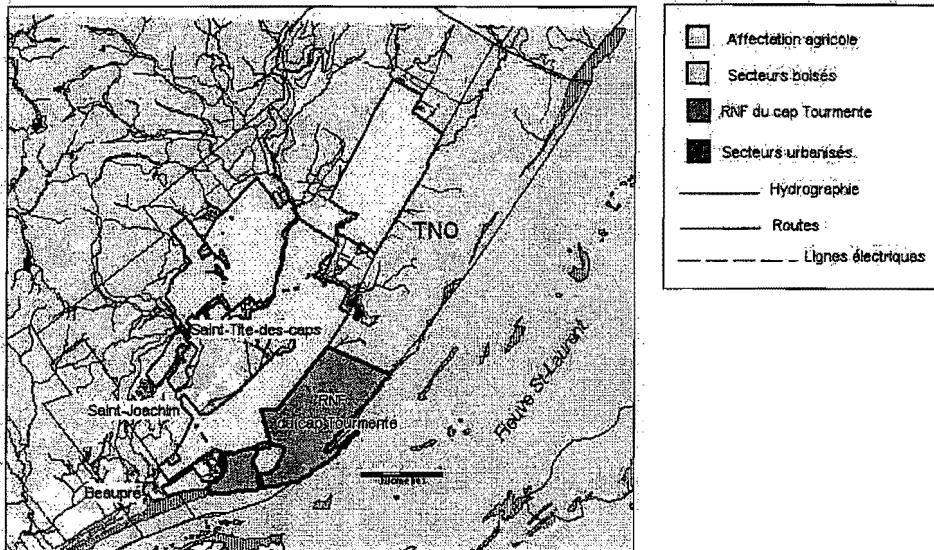 TNO
Saint-Tite-des-caps
Saint-Joachim
RNF
du cap Tourmente
Beaupré
Fleuve St-Laurent
Affectation agricole
Secteurs boisés
RNF du cap Tourmente
Secteurs urbanisés
Hydrographie
Routes
Lignes électriques